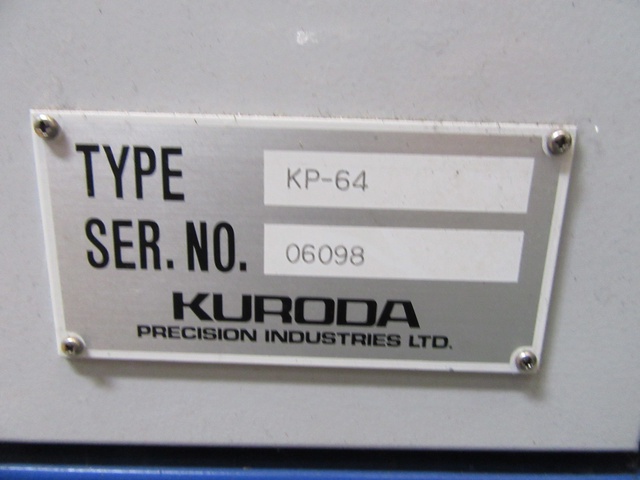 TYPE KP-64
SER. NO. 06098
KURODA
PRECISION INDUSTRIES LTD.